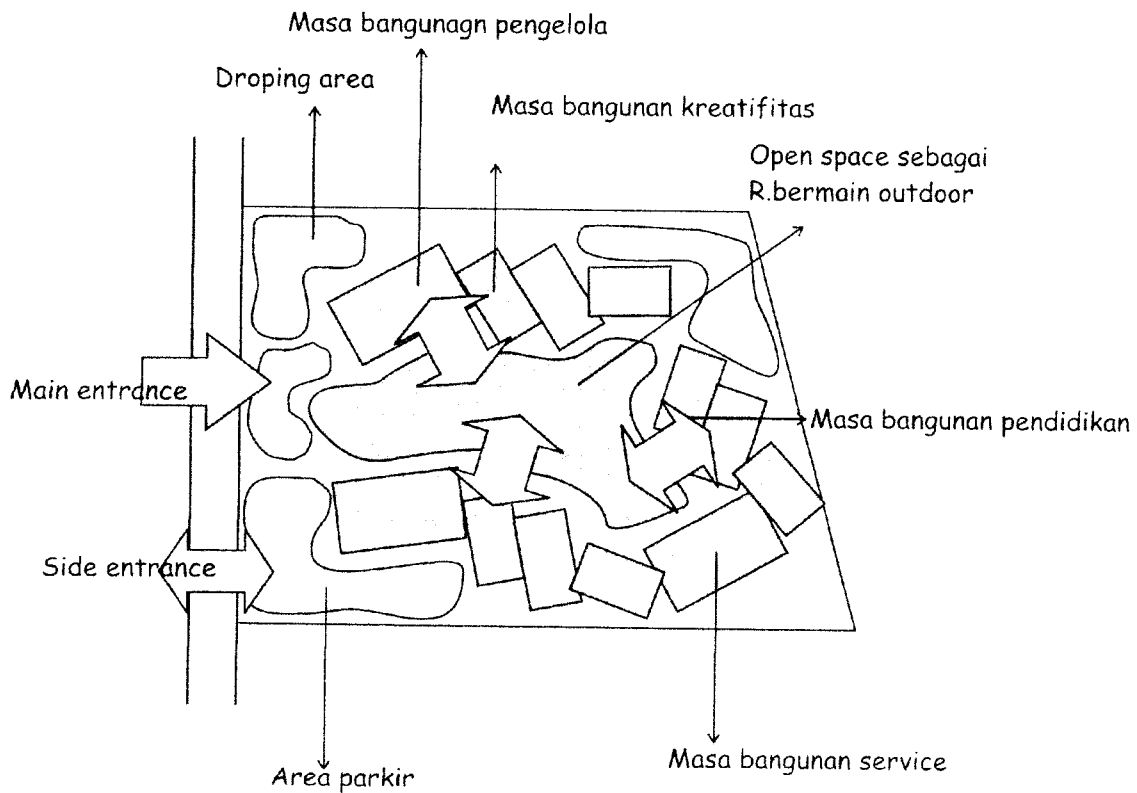 Masa bangunagn pengelola
Droping area
Masa bangunan kreatifitas
Open space sebagai
R.bermain outdoor
Main entrance
Masa bangunan pendidikan
Side entrance
Masa bangunan service
Area parkir